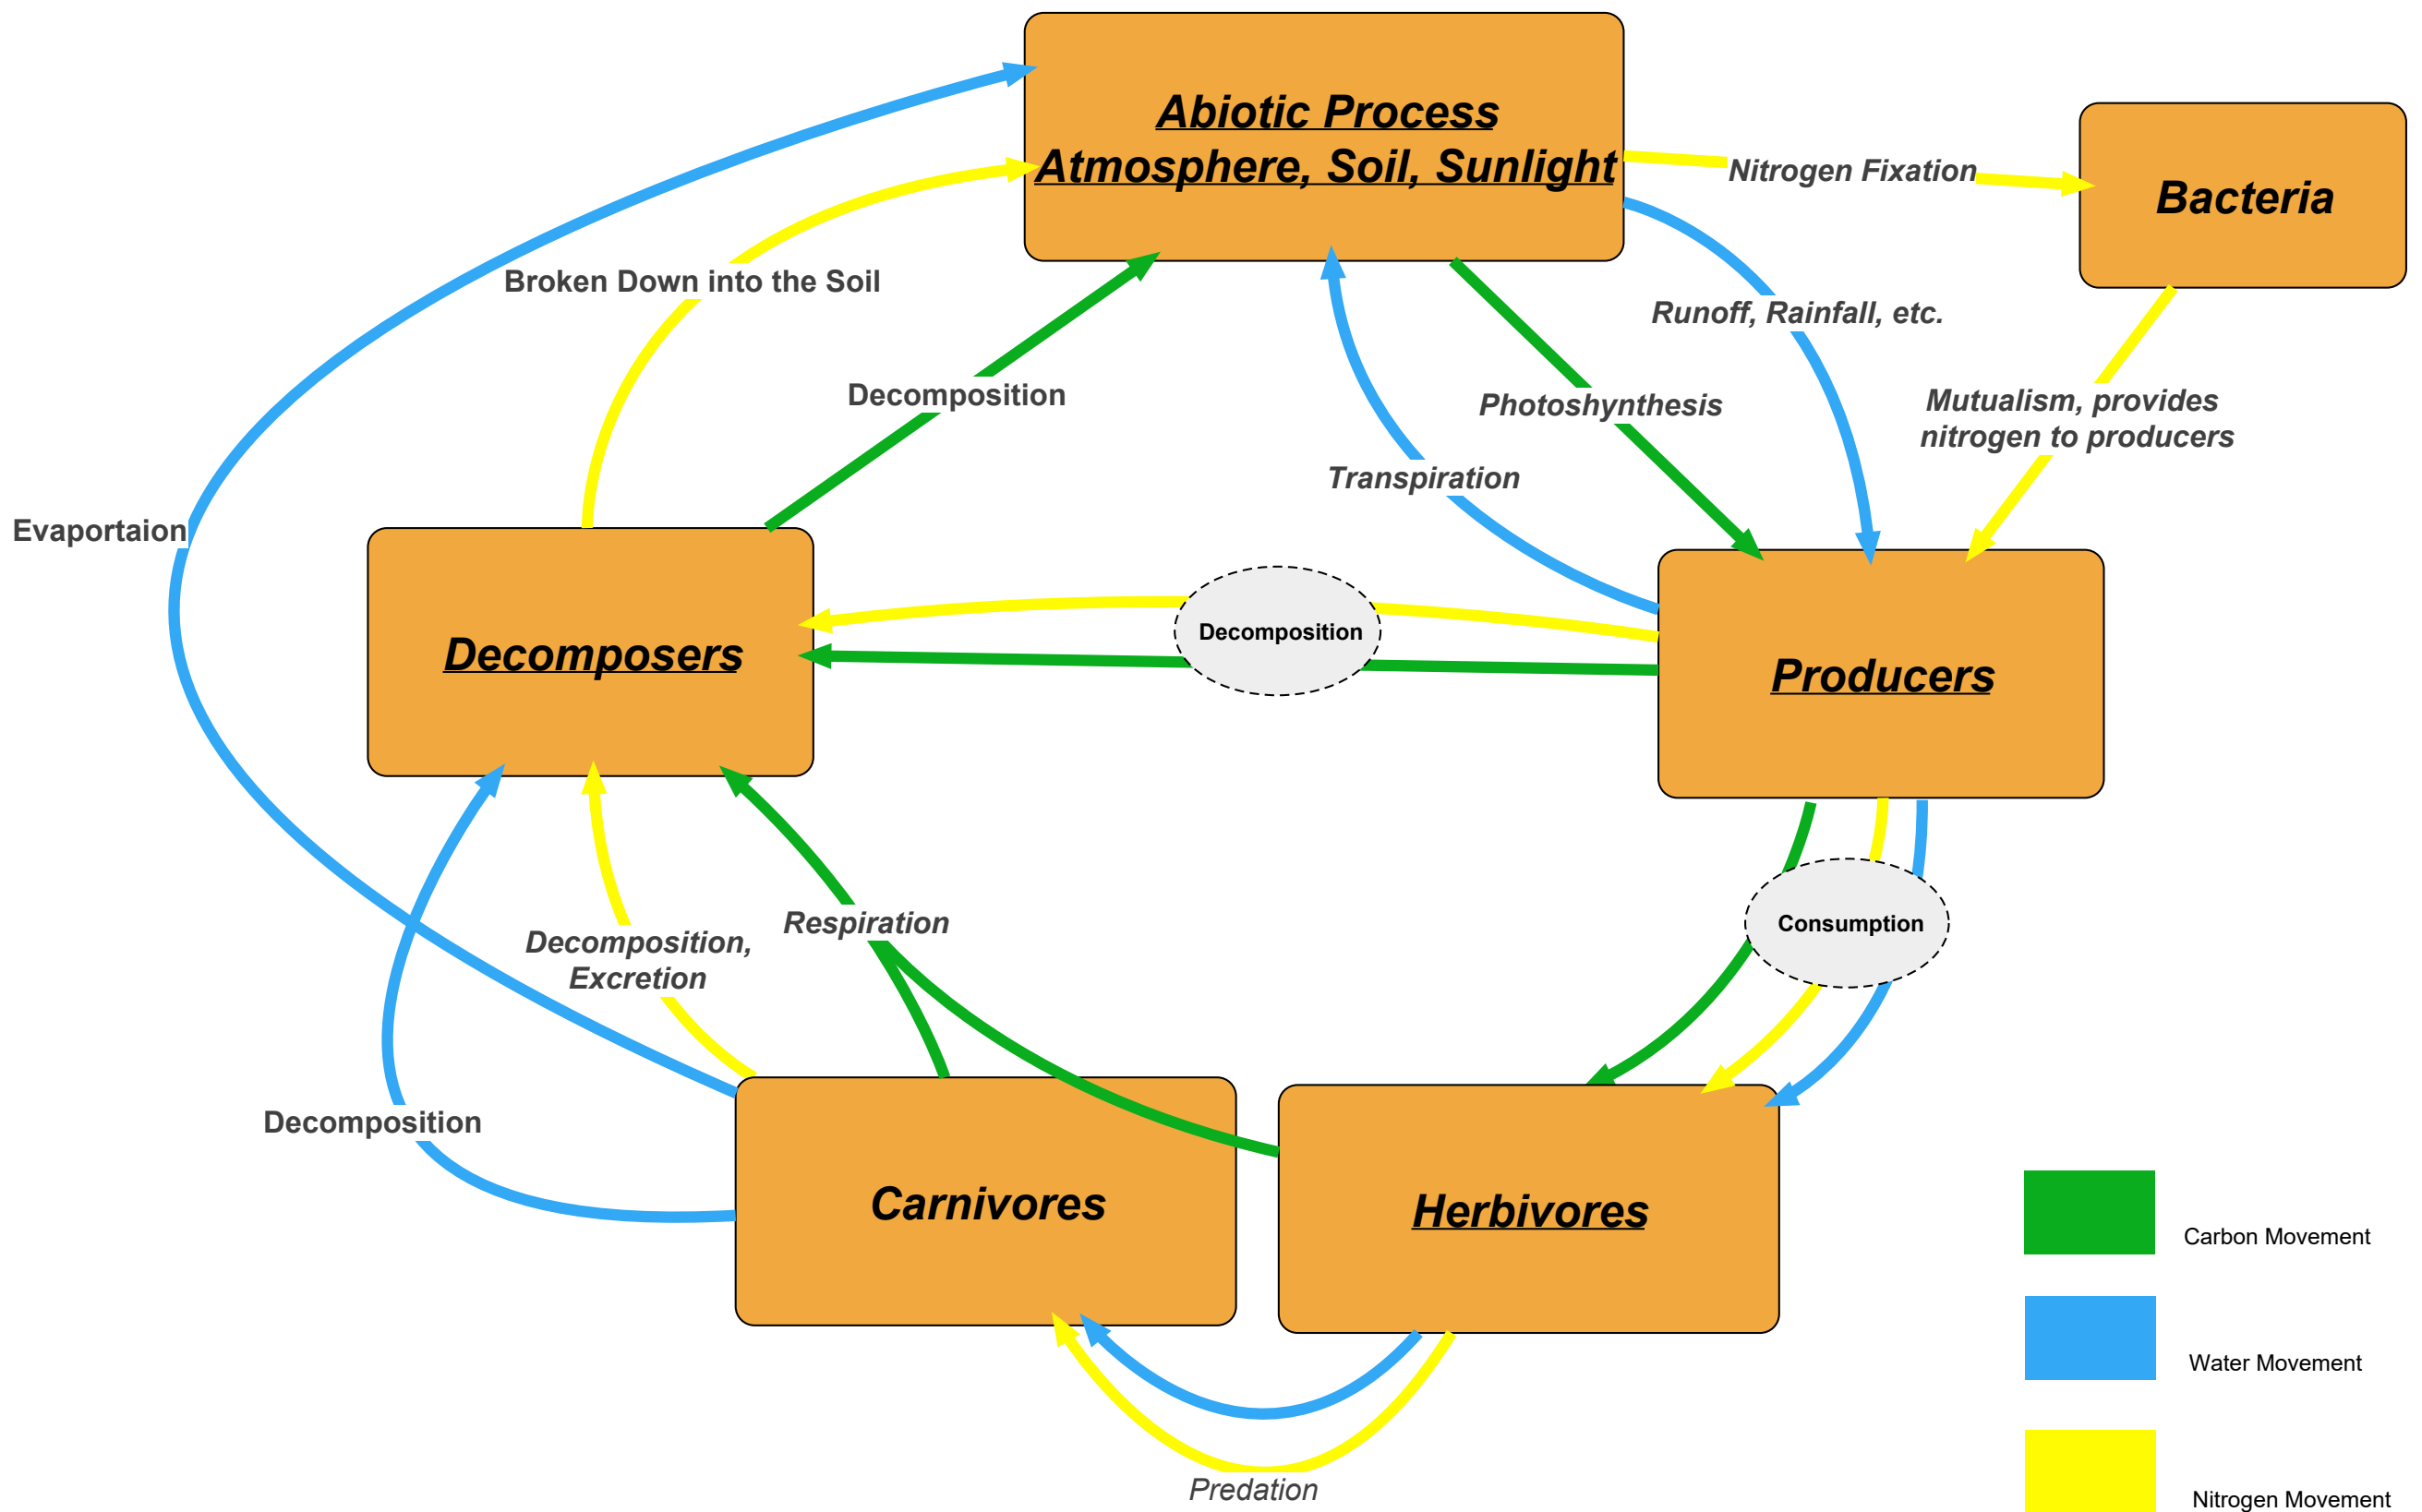 Abiotic Process
Atmosphere, Soil, Sunlight
Nitrogen Fixation
Bacteria
Broken Down into the Soil
Runoff, Rainfall, etc.
Decomposition
Photoshynthesis
Mutualism, provides
nitrogen to producers
Transpiration
Evaportaion
Decomposition
Decomposers
Producers
Respiration
Consumption
Decomposition,
Excretion
Decomposition
Carnivores
Herbivores
Carbon Movement
Water Movement
Predation
Nitrogen Movement